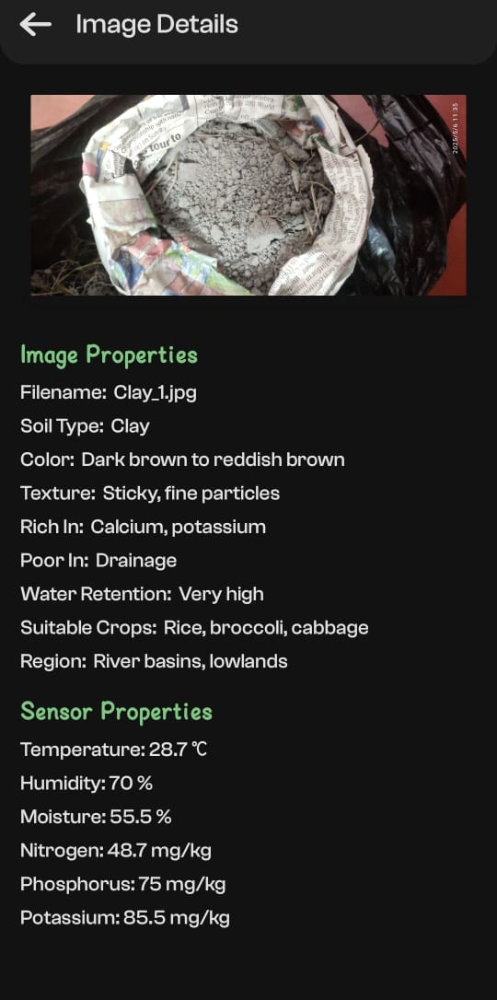 Image Details
tour to
2025/5/6 11:35
Image Properties
Filename: Clay_1.jpg
Soil Type: Clay
Color: Dark brown to reddish brown
Texture: Sticky, fine particles
Rich In: Calcium, potassium
Poor In: Drainage
Water Retention: Very high
Suitable Crops: Rice, broccoli, cabbage
Region: River basins, lowlands
Sensor Properties
Temperature: 28.7 ℃
Humidity: 70 %
Moisture: 55.5 %
Nitrogen: 48.7 mg/kg
Phosphorus: 75 mg/kg
Potassium: 85.5 mg/kg